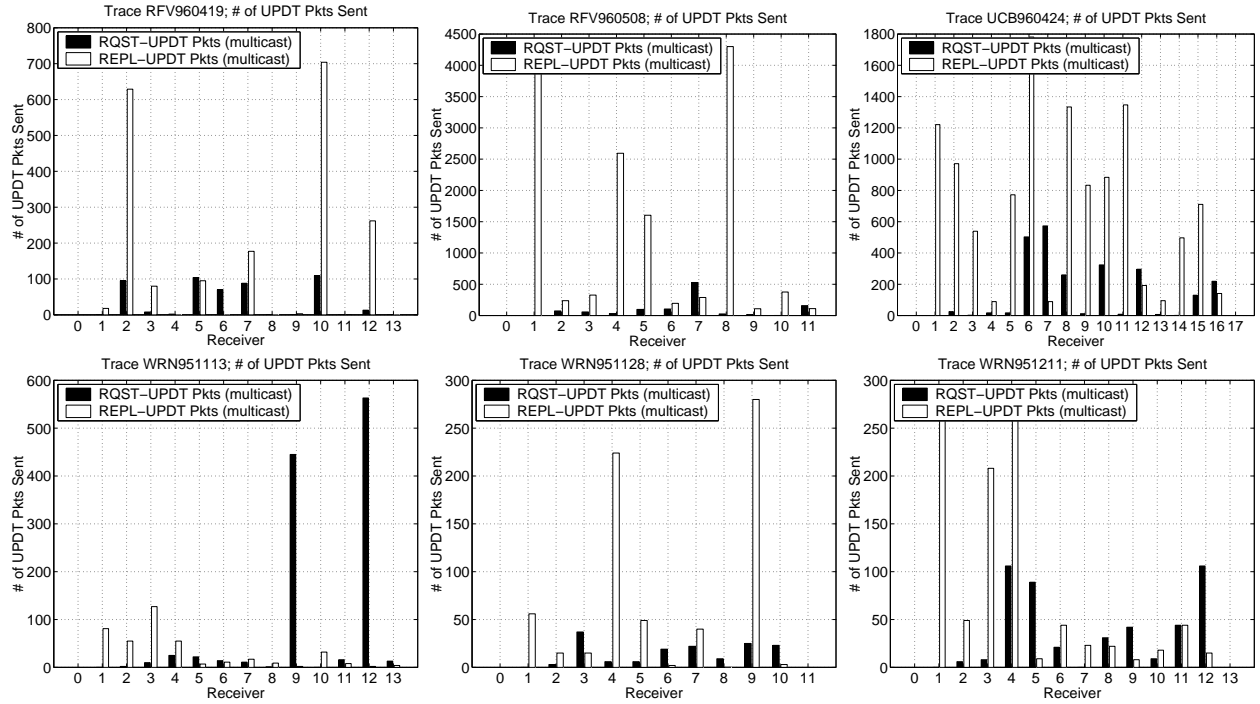 Trace RFV960419; # of UPDT Pkts Sent
800
700
600
500
400
300
200
100
0
# of UPDT Pkts Sent
RQST−UPDT Pkts (multicast)
REPL−UPDT Pkts (multicast)
0 1 2 3 4 5 6 7 8 9 10 11 12 13
Receiver
Trace RFV960508; # of UPDT Pkts Sent
4500
4000
3500
3000
2500
2000
1500
1000
500
0
# of UPDT Pkts Sent
RQST−UPDT Pkts (multicast)
REPL−UPDT Pkts (multicast)
0 1 2 3 4 5 6 7 8 9 10 11
Receiver
Trace UCB960424; # of UPDT Pkts Sent
1800
1600
1400
1200
1000
800
600
400
200
0
# of UPDT Pkts Sent
RQST−UPDT Pkts (multicast)
REPL−UPDT Pkts (multicast)
0 1 2 3 4 5 6 7 8 9 10 11 12 13 14 15 16 17
Receiver
Trace WRN951113; # of UPDT Pkts Sent
600
500
400
300
200
100
0
# of UPDT Pkts Sent
RQST−UPDT Pkts (multicast)
REPL−UPDT Pkts (multicast)
0 1 2 3 4 5 6 7 8 9 10 11 12 13
Receiver
Trace WRN951128; # of UPDT Pkts Sent
300
250
200
150
100
50
0
# of UPDT Pkts Sent
RQST−UPDT Pkts (multicast)
REPL−UPDT Pkts (multicast)
0 1 2 3 4 5 6 7 8 9 10 11
Receiver
Trace WRN951211; # of UPDT Pkts Sent
300
250
200
150
100
50
0
# of UPDT Pkts Sent
RQST−UPDT Pkts (multicast)
REPL−UPDT Pkts (multicast)
0 1 2 3 4 5 6 7 8 9 10 11 12 13
Receiver